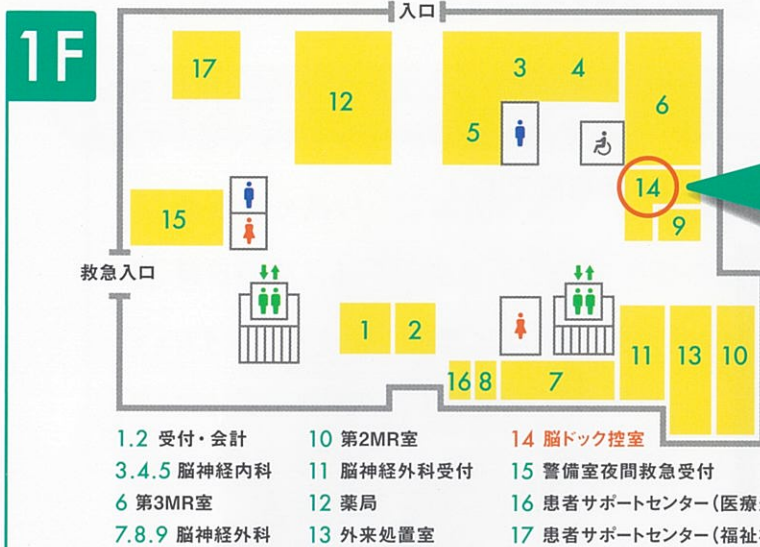 1F
入口
17
12
3
4
5
6
14
9
15
救急入口
1
2
16
8
7
11
13
10
1.2 受付・会計
3.4.5 脳神経内科
6 第3MR室
7.8.9 脳神経外科
10 第2MR室
11 脳神経外科受付
12 薬局
13 外来処置室
14 脳ドック控室
15 警備室夜間救急受付
16 患者サポートセンター(医療
17 患者サポートセンター(福祉